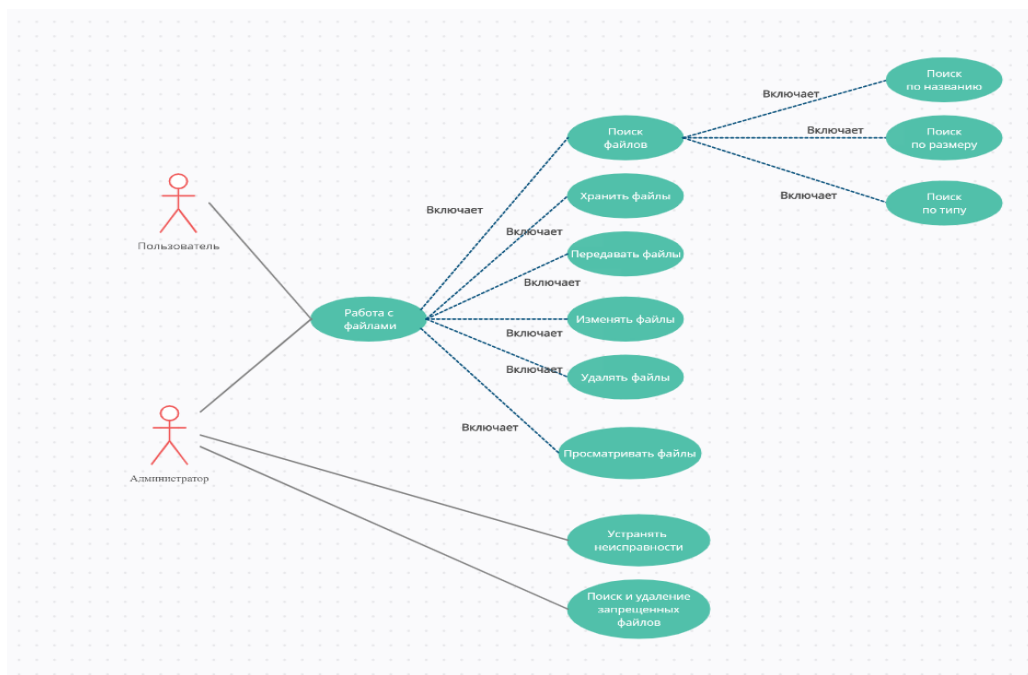 Поиск
по названию
Включает
Поиск
файлов
Включает
Поиск
по размеру
Включает
Поиск
по типу
Хранить файлы
Включает
Включает
Пользователь
Передавать файлы
Включает
Работа с
файлами
Изменять файлы
Включает
Включает
Удалять файлы
Включает
Просматривать файлы
Администратор
Устранять
неисправности
Поиск и удаление
запрещенных
файлов